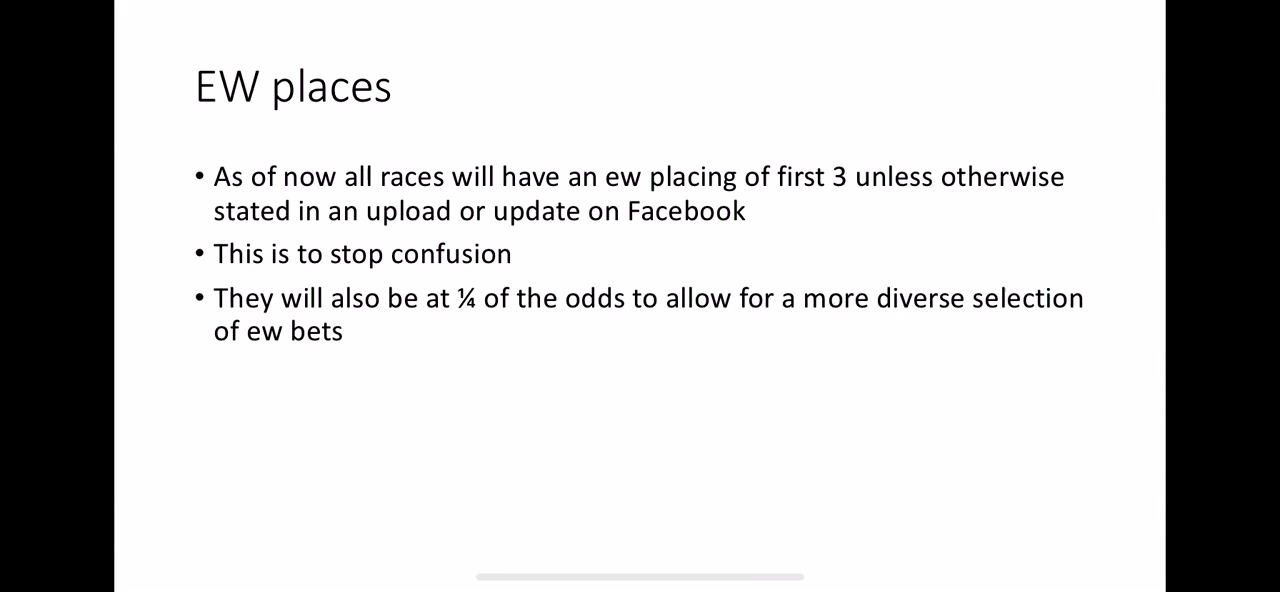 EW places
• As of now all races will have an ew placing of first 3 unless otherwise
stated in an upload or update on Facebook
• This is to stop confusion
• They will also be at ¼ of the odds to allow for a more diverse selection
of ew bets